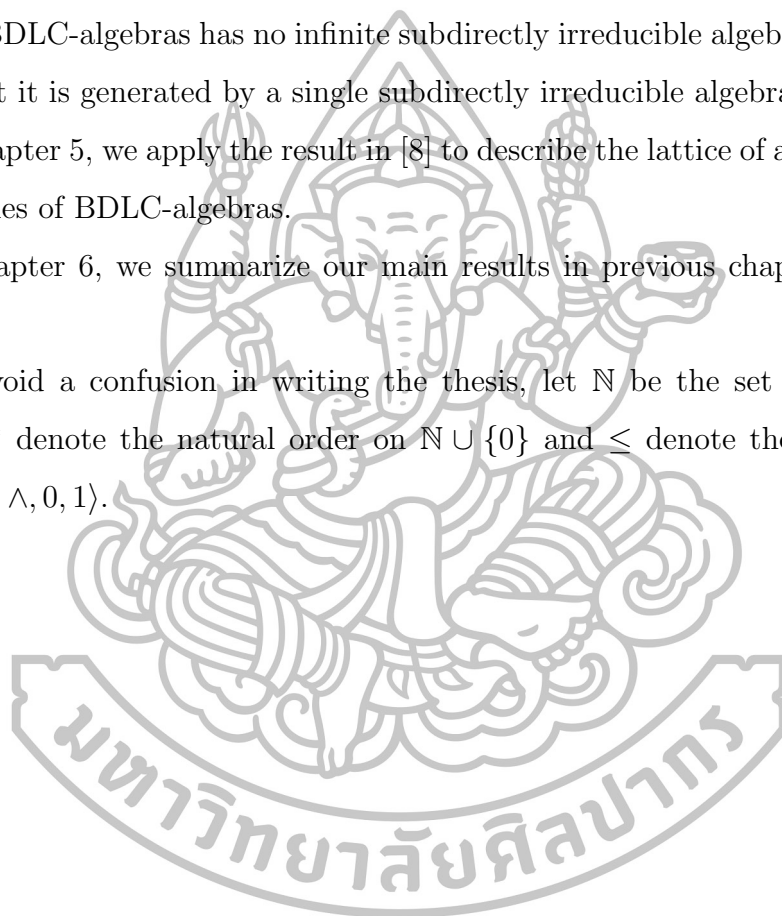 BDLC-algebras has no infinite subdirectly irreducible algeb
t it is generated by a single subdirectly irreducible algebra
apter 5, we apply the result in [8] to describe the lattice of a
es of BDLC-algebras.
apter 6, we summarize our main results in previous chap
void a confusion in writing the thesis, let ℕ be the set
denote the natural order on ℕ ∪ {0} and ≤ denote the
∧, 0, 1⟩.
มหาวิทยาลัยศิลปากร